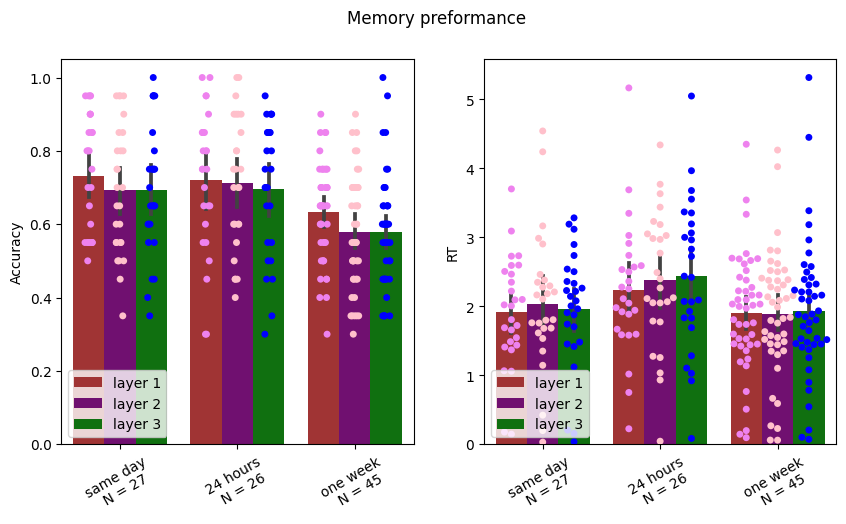 Memory preformance
Accuracy
1.0
0.8
0.6
0.4
0.2
0.0
layer 1
layer 2
layer 3
same day
N = 27
24 hours
N = 26
one week
N = 45
RT
5
4
3
2
1
0
layer 1
layer 2
layer 3
same day
N = 27
24 hours
N = 26
one week
N = 45